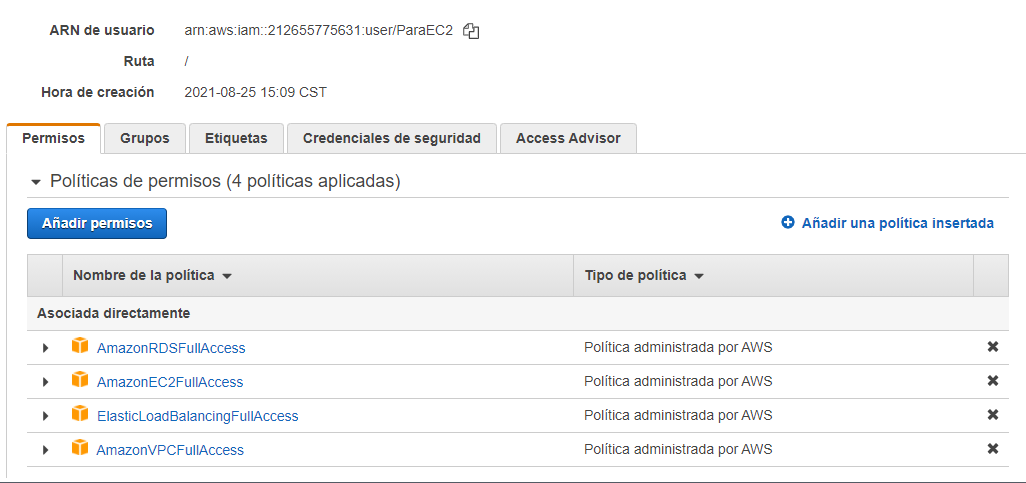 ARN de usuario arn:aws:iam::212655775631:user/ParaEC2
Ruta /
Hora de creación 2021-08-25 15:09 CST
Permisos Grupos Etiquetas Credenciales de seguridad Access Advisor
Políticas de permisos (4 políticas aplicadas)
Añadir permisos Añadir una política insertada
Nombre de la política Tipo de política
Asociada directamente
AmazonRDSFullAccess Política administrada por AWS
AmazonEC2FullAccess Política administrada por AWS
ElasticLoadBalancingFullAccess Política administrada por AWS
AmazonVPCFullAccess Política administrada por AWS